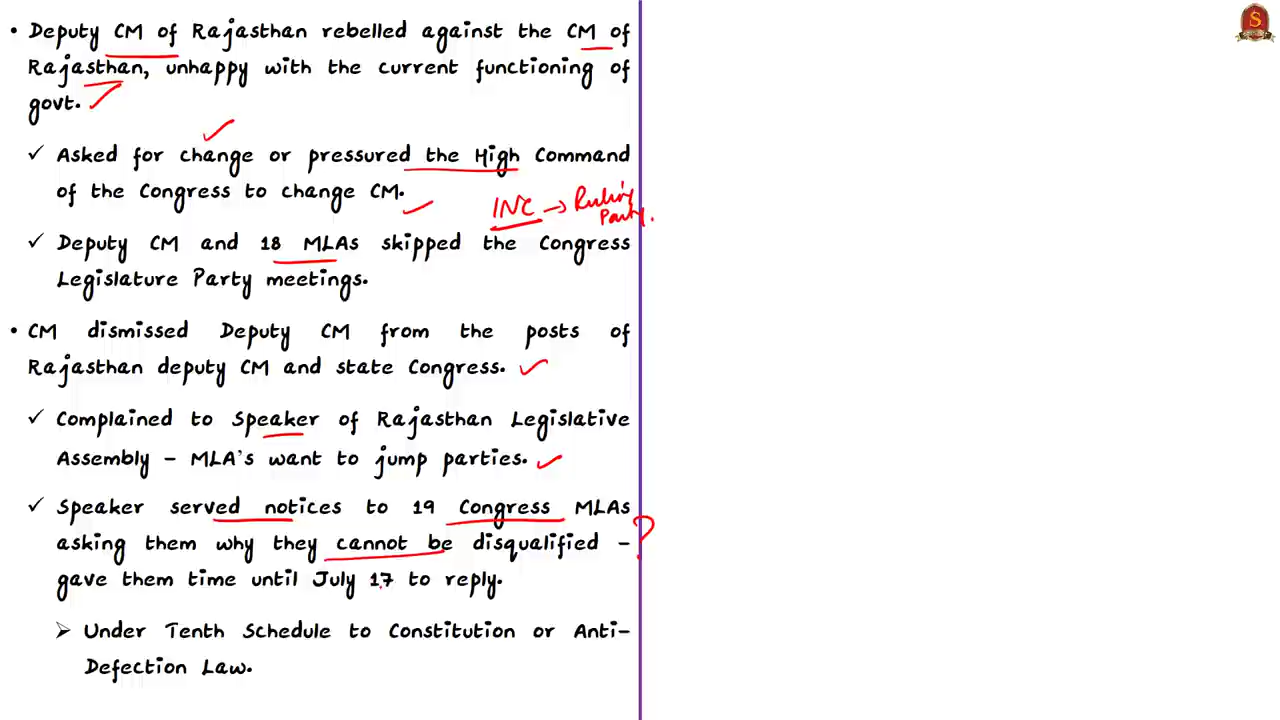 • Deputy CM of Rajasthan rebelled against the CM of
Rajasthan, unhappy with the current functioning of
govt.
✓ Asked for change or pressured the High Command
of the Congress to change CM.
INC → Ruling
Party.
✓ Deputy CM and 18 MLAs skipped the Congress
Legislature Party meetings.
• CM dismissed Deputy CM from the posts of
Rajasthan deputy CM and state Congress.
✓ Complained to Speaker of Rajasthan Legislative
Assembly – MLA's want to jump parties.
✓ Speaker served notices to 19 Congress MLAs
asking them why they cannot be disqualified – ?
gave them time until July 17 to reply.
➢ Under Tenth Schedule to Constitution or Anti-
Defection Law.
S